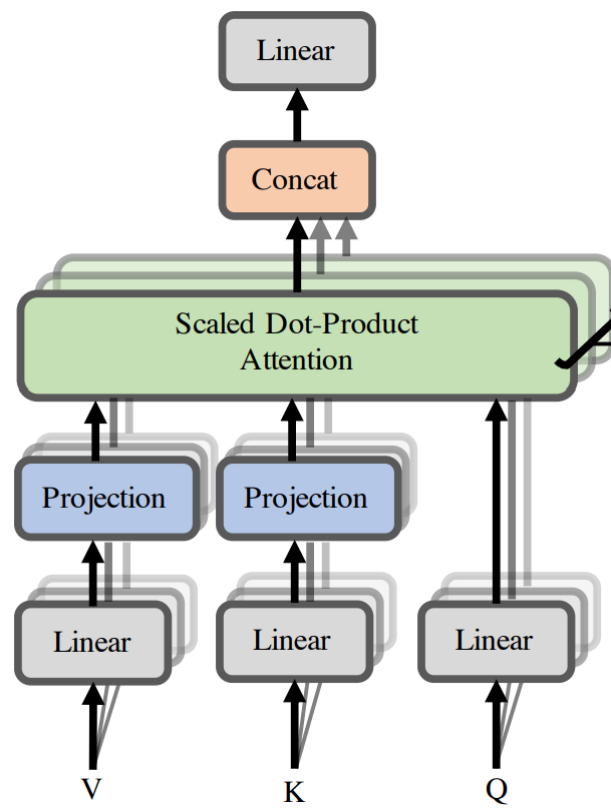 Linear
Concat
Scaled Dot-Product
Attention
Projection
Projection
Linear
Linear
Linear
V
K
Q